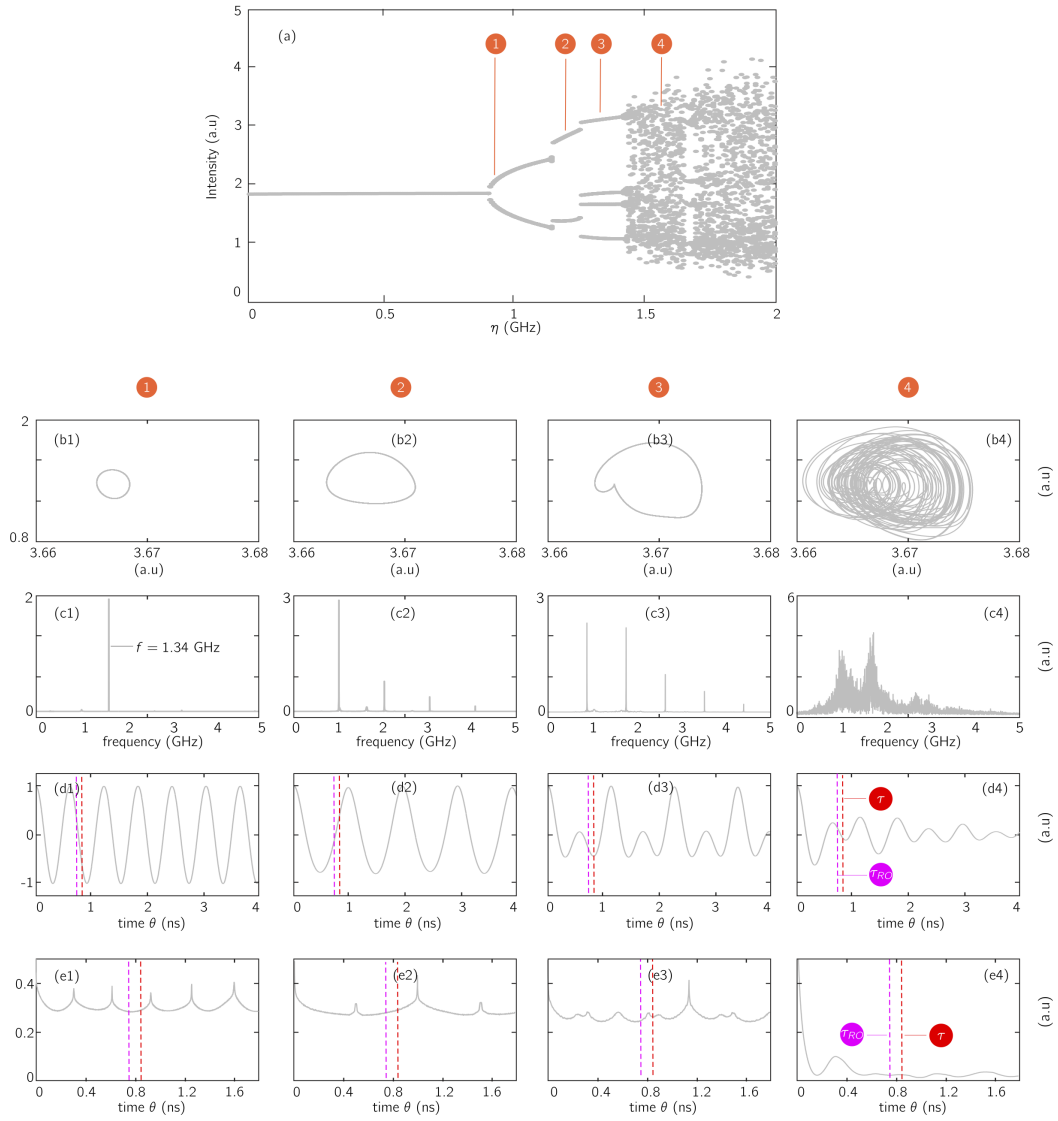 5
(a)
1 2 3 4
4
3
Intensity (a.u)
2
1
0
0 0.5 1 1.5 2
η (GHz)
1 2 3 4
2
(b1) (b2) (b3) (b4)
(a.u)
0.8
3.66 3.67 3.68 3.66 3.67 3.68 3.66 3.67 3.68 3.66 3.67 3.68
(a.u) (a.u) (a.u) (a.u)
2 3 3 6
(c1) (c2) (c3) (c4)
f = 1.34 GHz
(a.u)
0 0 0 0
0 1 2 3 4 5 0 1 2 3 4 5 0 1 2 3 4 5 0 1 2 3 4 5
frequency (GHz) frequency (GHz) frequency (GHz) frequency (GHz)
1
(d1) (d2) (d3) (d4)
τ
0
(a.u)
τRO
-1
0 1 2 3 4 0 1 2 3 4 0 1 2 3 4 0 1 2 3 4
time θ (ns) time θ (ns) time θ (ns) time θ (ns)
(e1) (e2) (e3) (e4)
0.4
0.2
(a.u)
τRO τ
0
0 0.4 0.8 1.2 1.6 0 0.4 0.8 1.2 1.6 0 0.4 0.8 1.2 1.6 0 0.4 0.8 1.2 1.6
time θ (ns) time θ (ns) time θ (ns) time θ (ns)